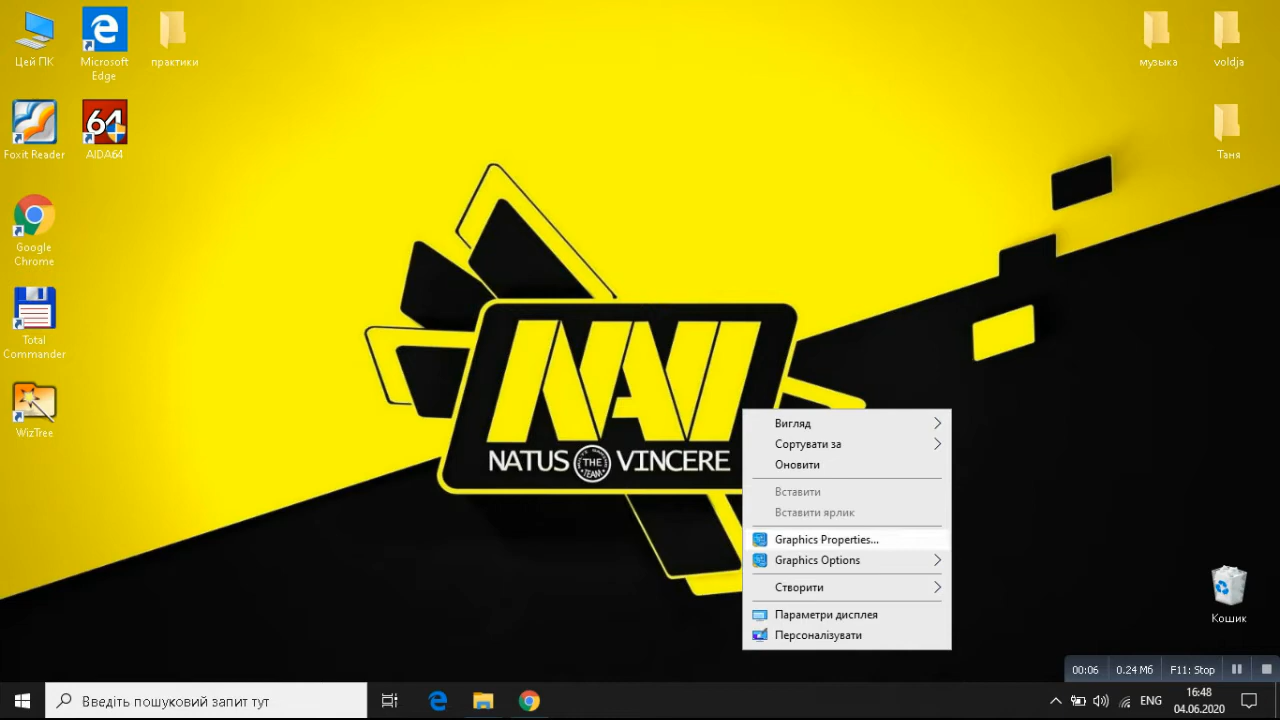 Цей ПК
Microsoft
Edge
практики
музыка
voldja
Foxit Reader
64
AIDA64
Таня
Google
Chrome
Total
Commander
WizTree
NAVI
NATUS THE TEAM VINCERE
Вигляд
Сортувати за
Оновити
Вставити
Вставити ярлик
Graphics Properties...
Graphics Options
Створити
Параметри дисплея
Персоналізувати
Кошик
00:06
0.24 Мб
F11: Stop
Введіть пошуковий запит тут
ENG
16:48
04.06.2020